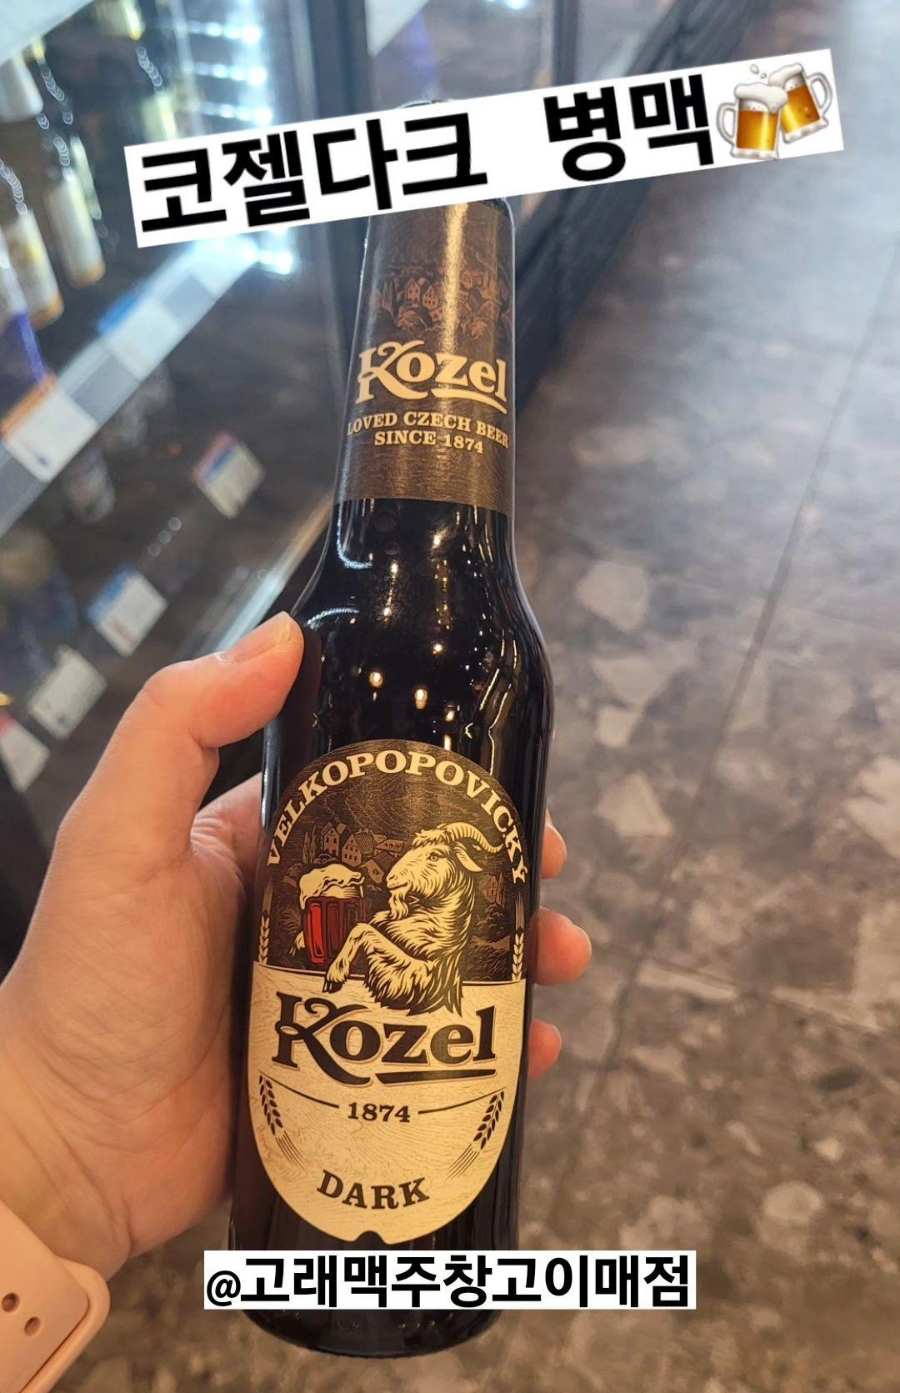 코젤다크 병맥🍻
Kozel
LOVED CZECH BEER
SINCE 1874
VELKOPOPOVICKÝ
Kozel
1874
DARK
@고래맥주창고이매점